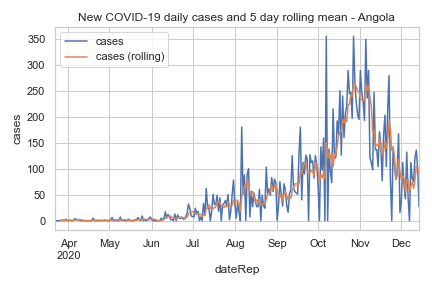 New COVID-19 daily cases and 5 day rolling mean - Angola
cases
cases (rolling)
350
300
250
200
150
100
50
0
cases
Apr May Jun Jul Aug Sep Oct Nov Dec
2020
dateRep